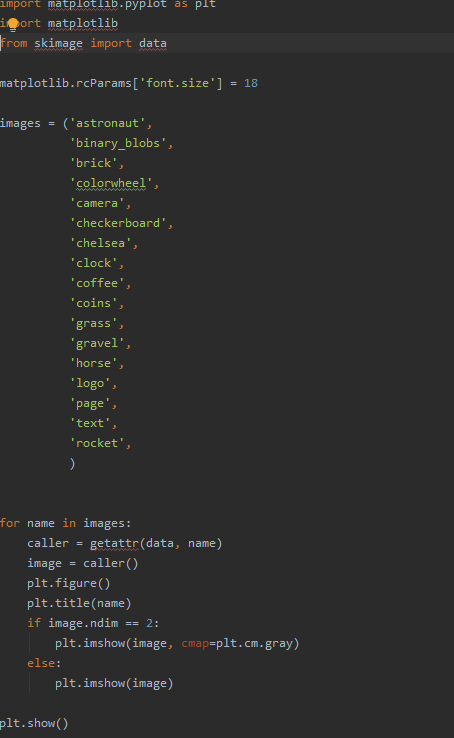 import matplotlib.pyplot as plt
import matplotlib
from skimage import data
matplotlib.rcParams['font.size'] = 18
images = ('astronaut',
'binary_blobs',
'brick',
'colorwheel',
'camera',
'checkerboard',
'chelsea',
'clock',
'coffee',
'coins',
'grass',
'gravel',
'horse',
'logo',
'page',
'text',
'rocket',
)
for name in images:
caller = getattr(data, name)
image = caller()
plt.figure()
plt.title(name)
if image.ndim == 2:
plt.imshow(image, cmap=plt.cm.gray)
else:
plt.imshow(image)
plt.show()